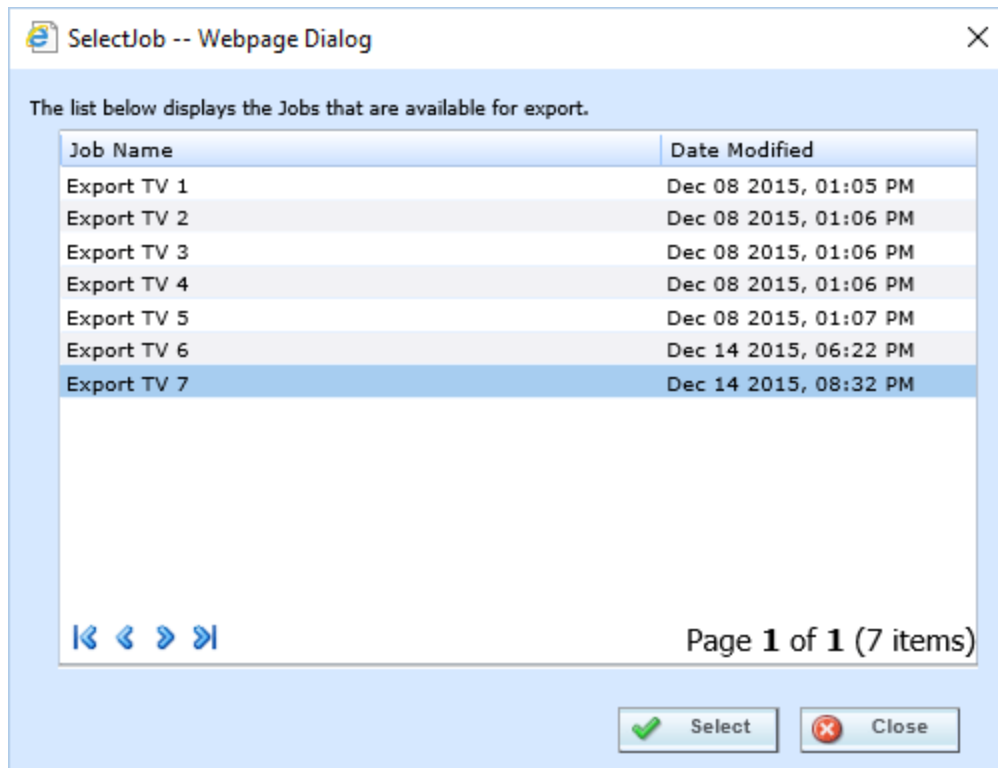 SelectJob -- Webpage Dialog
The list below displays the Jobs that are available for export.
Job Name Date Modified
Export TV 1 Dec 08 2015, 01:05 PM
Export TV 2 Dec 08 2015, 01:06 PM
Export TV 3 Dec 08 2015, 01:06 PM
Export TV 4 Dec 08 2015, 01:06 PM
Export TV 5 Dec 08 2015, 01:07 PM
Export TV 6 Dec 14 2015, 06:22 PM
Export TV 7 Dec 14 2015, 08:32 PM
Page 1 of 1 (7 items)
Select Close